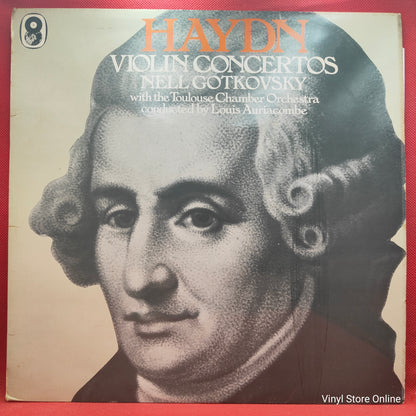 HAYDN
VIOLIN CONCERTOS
NELL GOTKOVSKY
with the Toulouse Chamber Orchestra
conducted by Louis Auriacombe
Vinyl Store Online